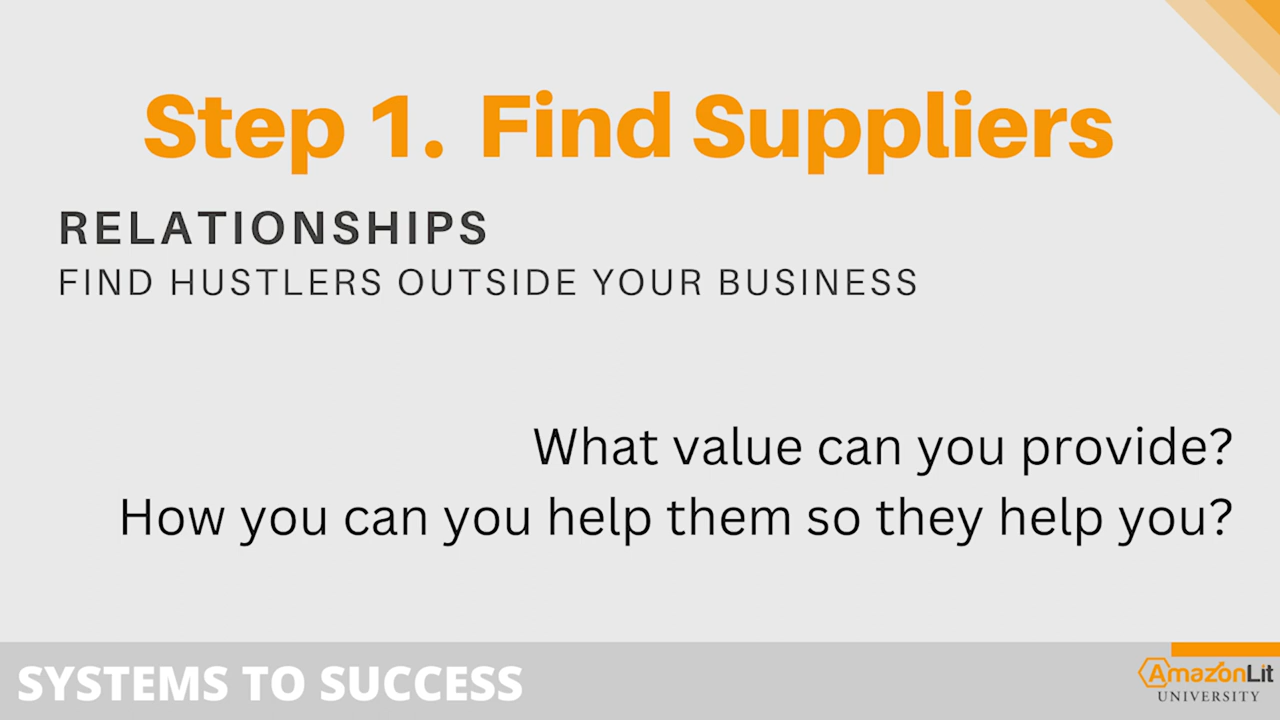 Step 1. Find Suppliers
RELATIONSHIPS
FIND HUSTLERS OUTSIDE YOUR BUSINESS
What value can you provide?
How you can you help them so they help you?
SYSTEMS TO SUCCESS
AmazonLit
UNIVERSITY